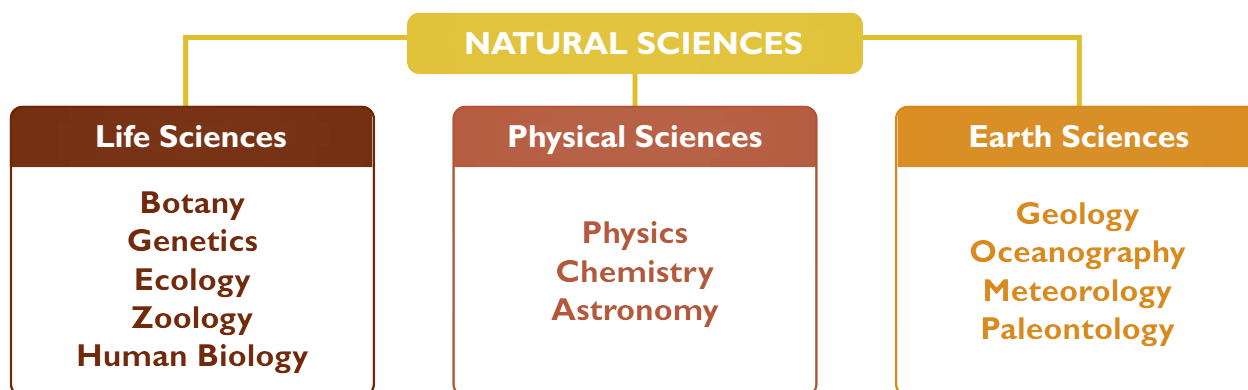 NATURAL SCIENCES
Life Sciences
Botany
Genetics
Ecology
Zoology
Human Biology
Physical Sciences
Physics
Chemistry
Astronomy
Earth Sciences
Geology
Oceanography
Meteorology
Paleontology